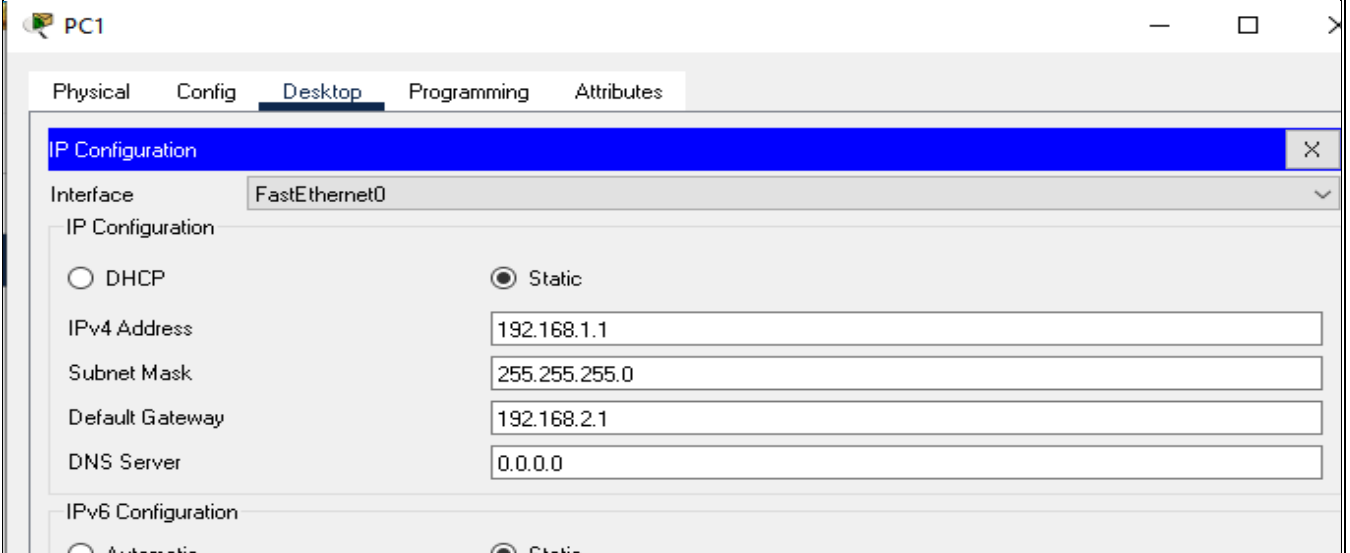 PC1
Physical Config Desktop Programming Attributes
IP Configuration
Interface FastEthernet0
IP Configuration
DHCP Static
IPv4 Address 192.168.1.1
Subnet Mask 255.255.255.0
Default Gateway 192.168.2.1
DNS Server 0.0.0.0
IPv6 Configuration
Automatic Static